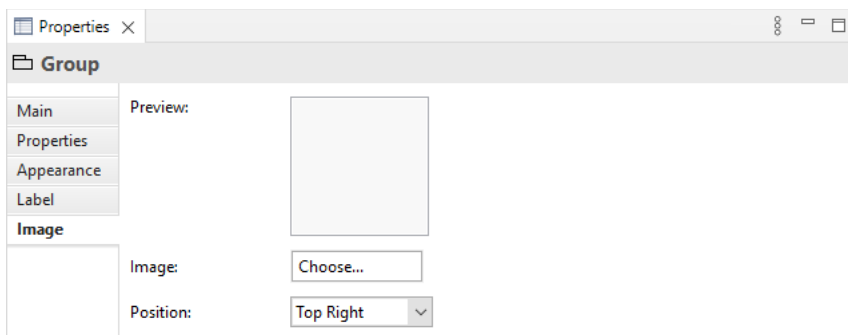 Properties
Group
Main
Properties
Appearance
Label
Image
Preview:
Image:
Choose...
Position:
Top Right